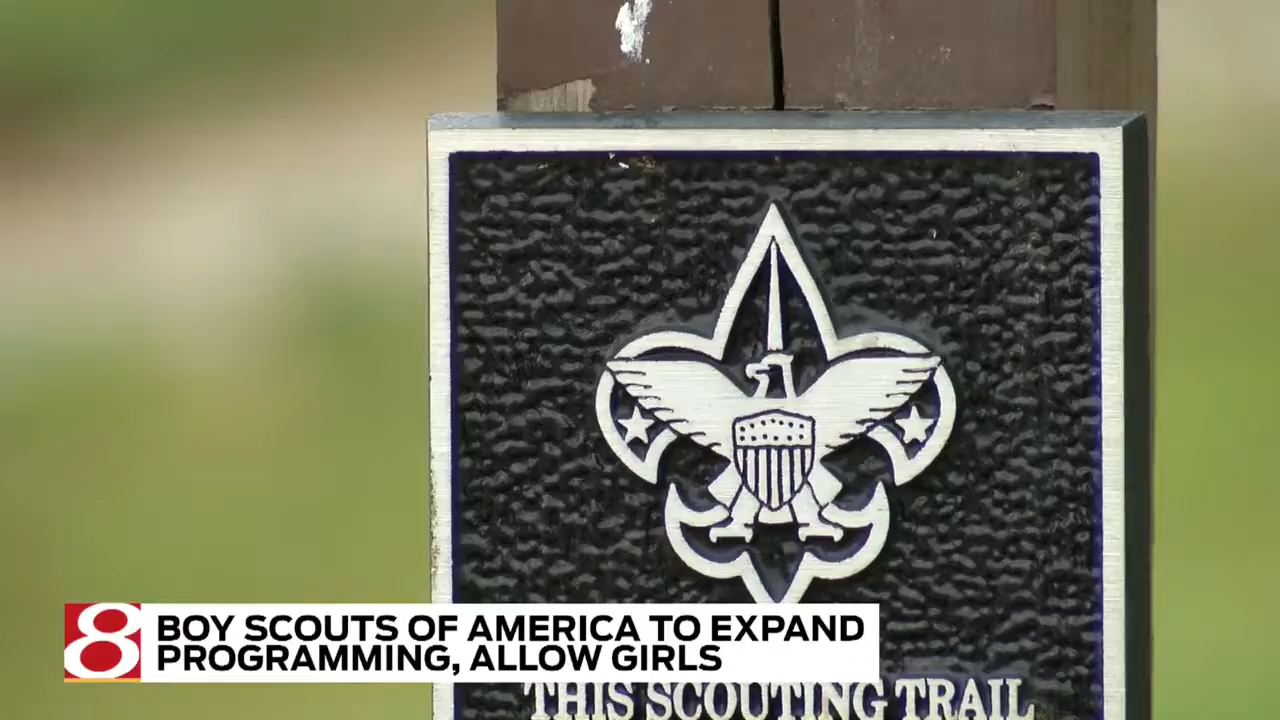 8
BOY SCOUTS OF AMERICA TO EXPAND
PROGRAMMING, ALLOW GIRLS
THIS SCOUTING TRAIL